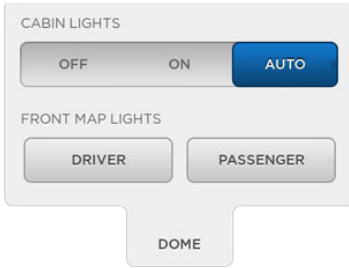 CABIN LIGHTS
OFF ON AUTO
FRONT MAP LIGHTS
DRIVER PASSENGER
DOME